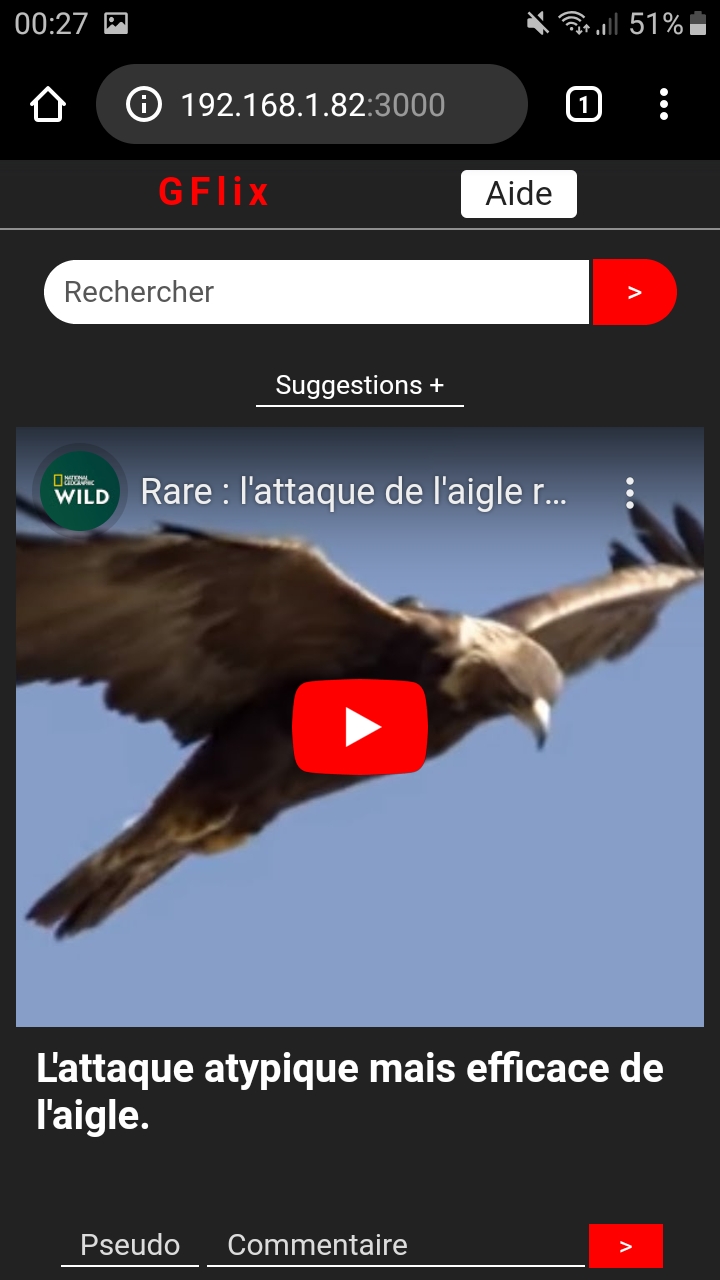 00:27 51%
1
192.168.1.82:3000
GFlix Aide
Rechercher >
Suggestions +
NATIONAL
GEOGRAPHIC
WILD
Rare : l'attaque de l'aigle r...
L'attaque atypique mais efficace de
l'aigle.
Pseudo Commentaire >